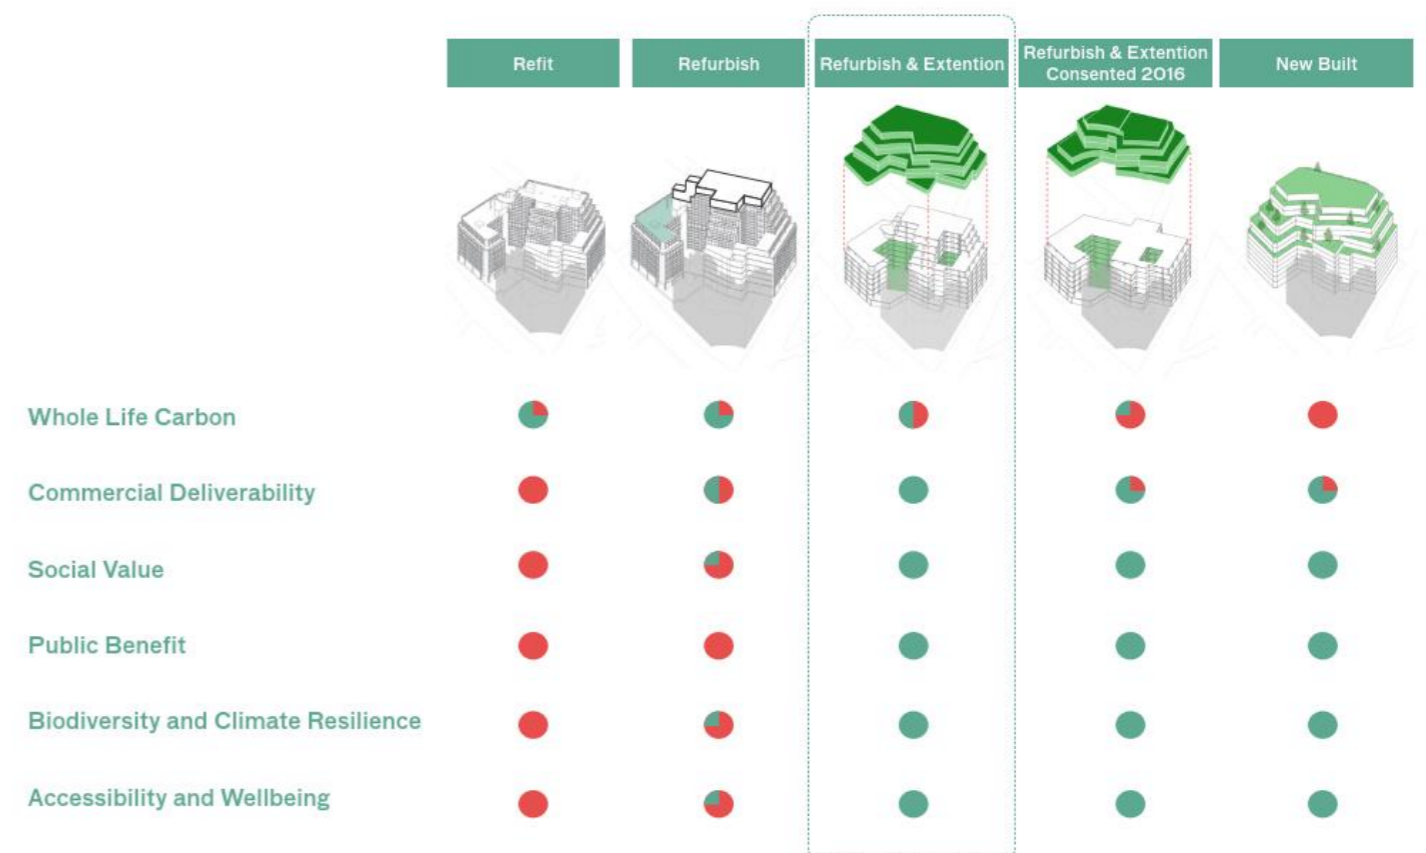 Refit
Refurbish
Refurbish & Extention
Refurbish & Extention
Consented 2016
New Built
Whole Life Carbon
Commercial Deliverability
Social Value
Public Benefit
Biodiversity and Climate Resilience
Accessibility and Wellbeing